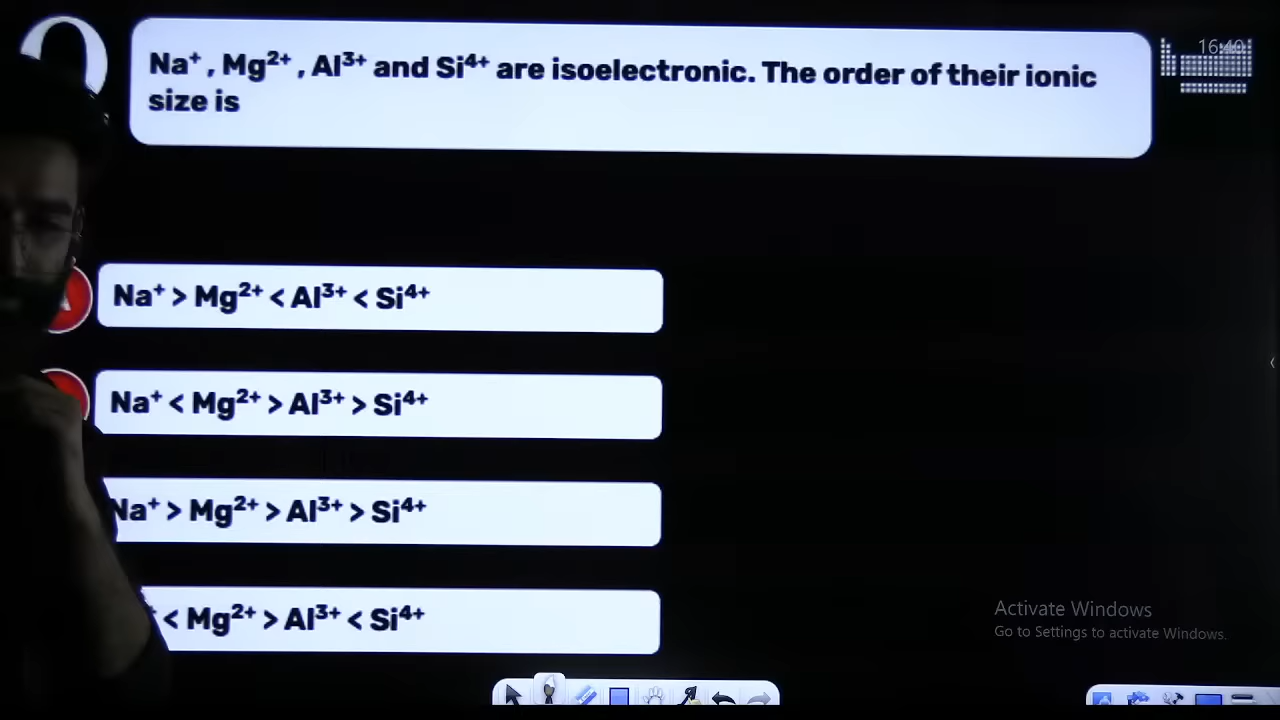 Q
16:40
Na⁺ , Mg²⁺ , Al³⁺ and Si⁴⁺ are isoelectronic. The order of their ionic
size is
Na⁺ > Mg²⁺ < Al³⁺ < Si⁴⁺
Na⁺ < Mg²⁺ > Al³⁺ > Si⁴⁺
Na⁺ > Mg²⁺ > Al³⁺ > Si⁴⁺
< Mg²⁺ > Al³⁺ < Si⁴⁺
Activate Windows
Go to Settings to activate Windows.